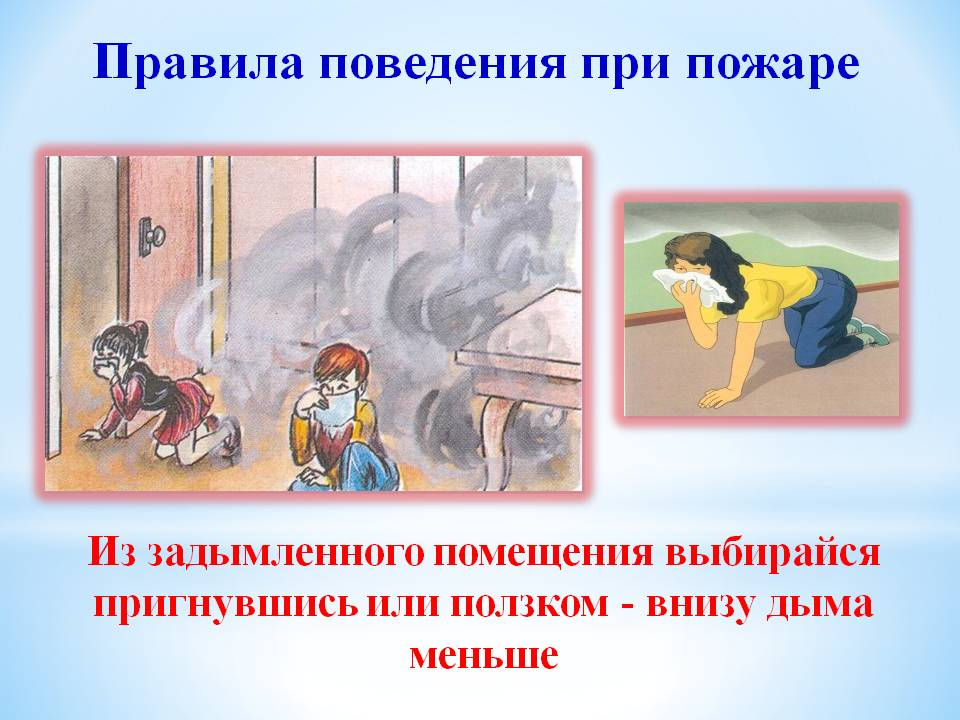 Правила поведения при пожаре
Из задымленного помещения выбирайся
пригнувшись или ползком - внизу дыма
меньше